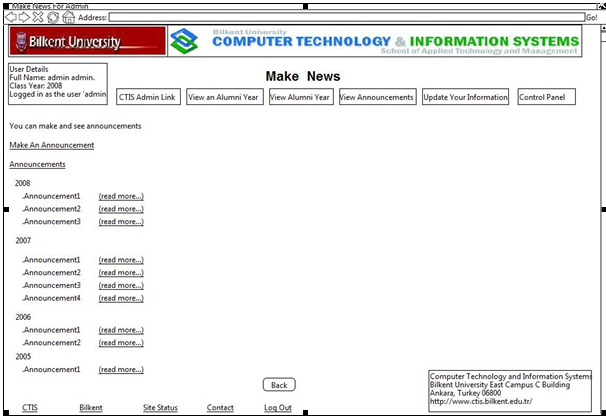 Make News For Admin
Address:
Go!
Bilkent University
Bilkent University
COMPUTER TECHNOLOGY & INFORMATION SYSTEMS
School of Applied Technology and Management
User Details
Full Name: admin admin.
Class Year: 2008
Logged in as the user 'admin
Make News
CTIS Admin Link
View an Alumni Year
View Alumni Year
View Announcements
Update Your Information
Control Panel
You can make and see announcements
Make An Announcement
Announcements
2008
.Announcement1 (read more...)
.Announcement2 (read more...)
.Announcement3 (read more...)
2007
.Announcement1 (read more...)
.Announcement2 (read more...)
.Announcement3 (read more...)
.Announcement4 (read more...)
2006
.Announcement1 (read more...)
.Announcement2 (read more...)
2005
.Announcement1 (read more...)
Back
Computer Technology and Information Systems
Bilkent University East Campus C Building
Ankara, Turkey 06800
http://www.ctis.bilkent.edu.tr/
CTIS Bilkent Site Status Contact Log Out